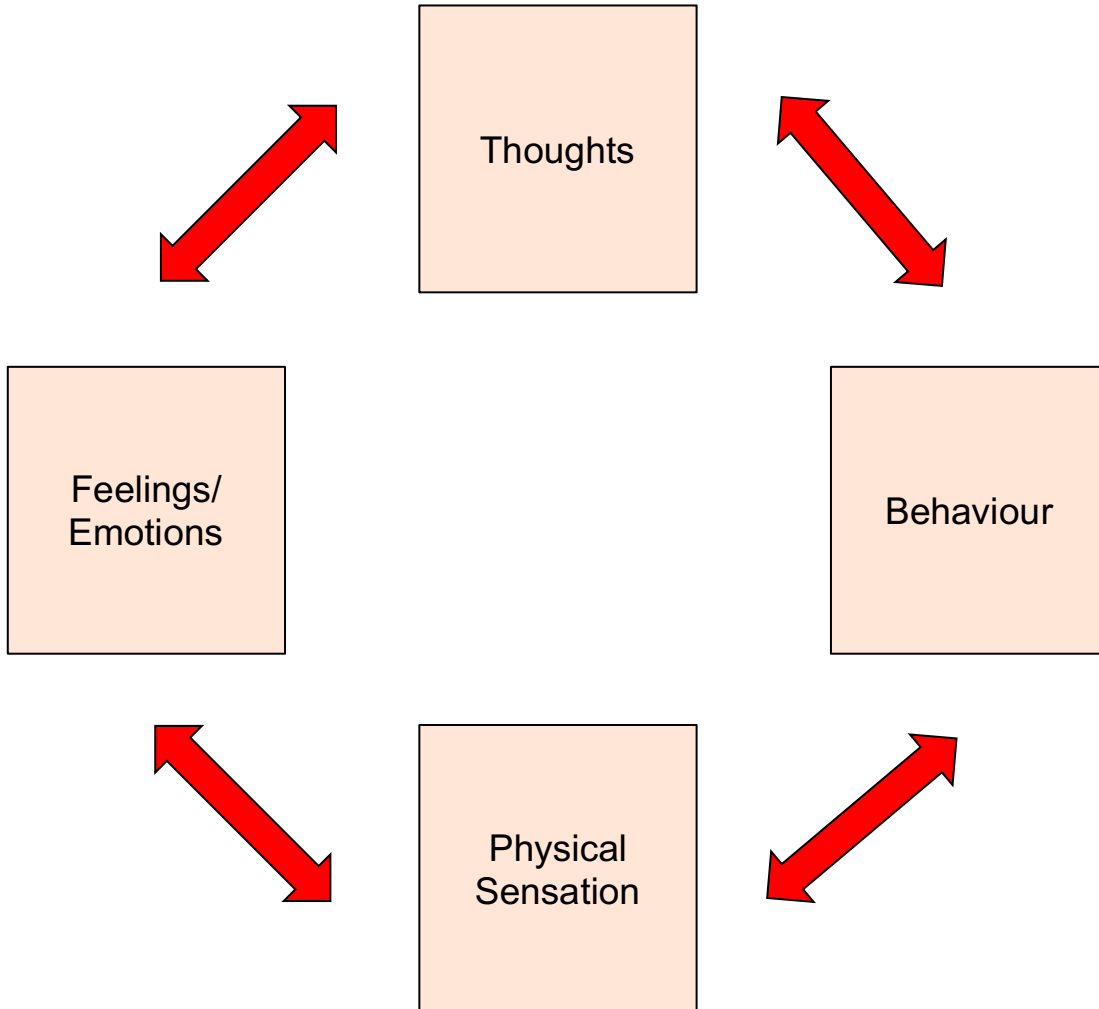 Thoughts
Feelings/
Emotions
Behaviour
Physical
Sensation